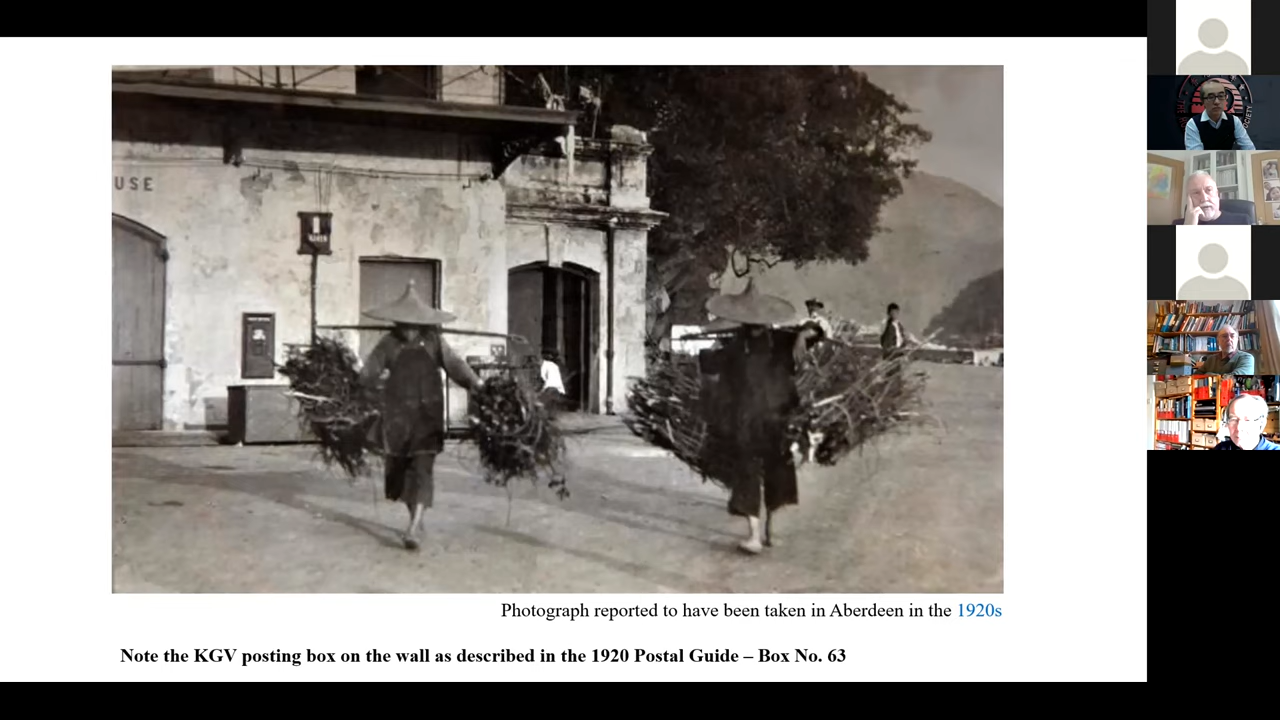 USE
Photograph reported to have been taken in Aberdeen in the 1920s
Note the KGV posting box on the wall as described in the 1920 Postal Guide – Box No. 63